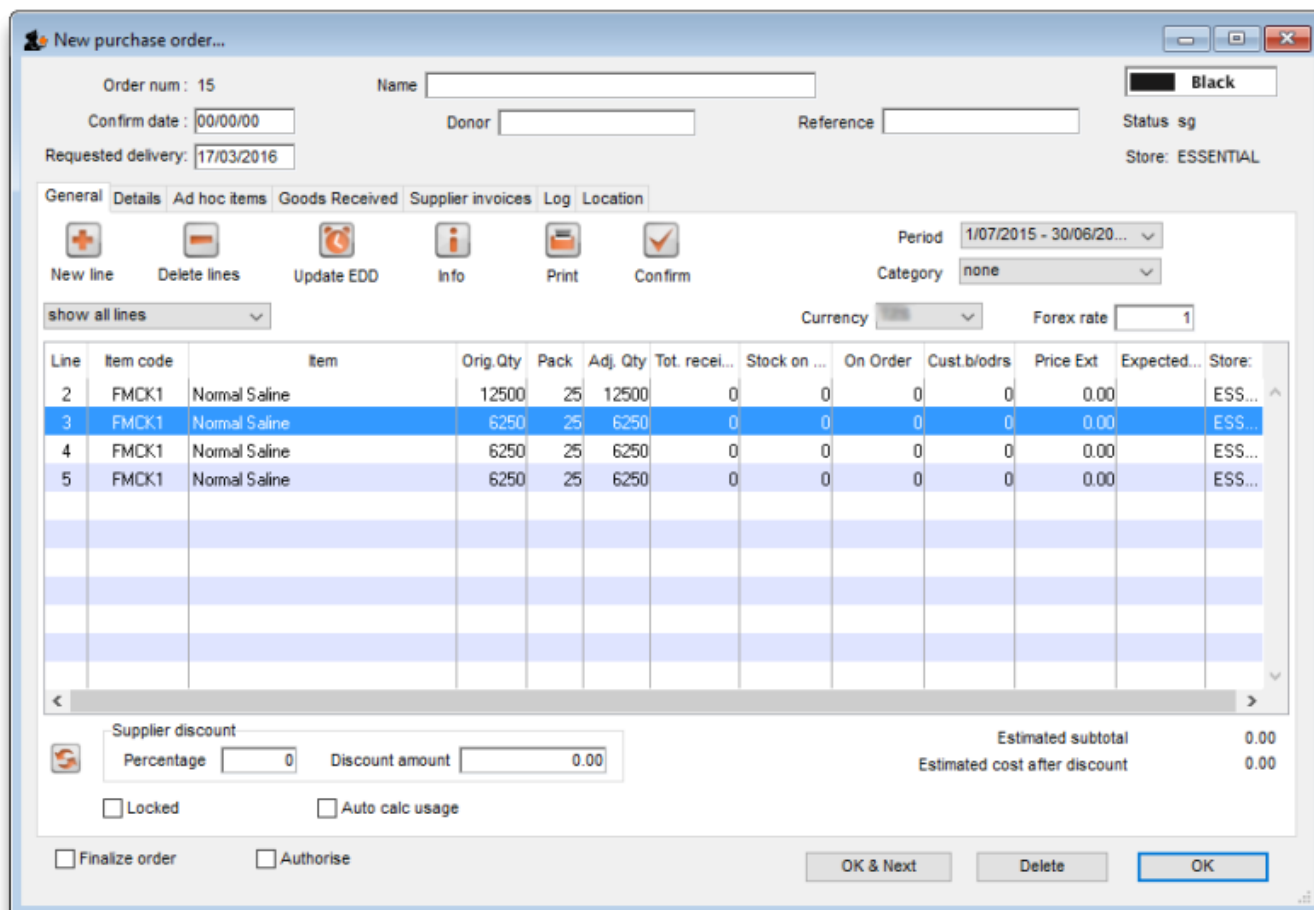 New purchase order...
Order num : 15 Name Black
Confirm date : 00/00/00 Donor Reference Status sg
Requested delivery: 17/03/2016 Store: ESSENTIAL
General Details Ad hoc items Goods Received Supplier invoices Log Location
New line Delete lines Update EDD Info Print Confirm
Period 1/07/2015 - 30/06/20...
Category none
show all lines Currency Forex rate 1
Line Item code Item Orig.Qty Pack Adj. Qty Tot. recei... Stock on ... On Order Cust.b/odrs Price Ext Expected... Store:
2 FMCK1 Normal Saline 12500 25 12500 0 0 0 0 0.00 ESS...
3 FMCK1 Normal Saline 6250 25 6250 0 0 0 0 0.00 ESS...
4 FMCK1 Normal Saline 6250 25 6250 0 0 0 0 0.00 ESS...
5 FMCK1 Normal Saline 6250 25 6250 0 0 0 0 0.00 ESS...
Supplier discount
Percentage 0 Discount amount 0.00
Estimated subtotal 0.00
Estimated cost after discount 0.00
Locked Auto calc usage
Finalize order Authorise OK & Next Delete OK